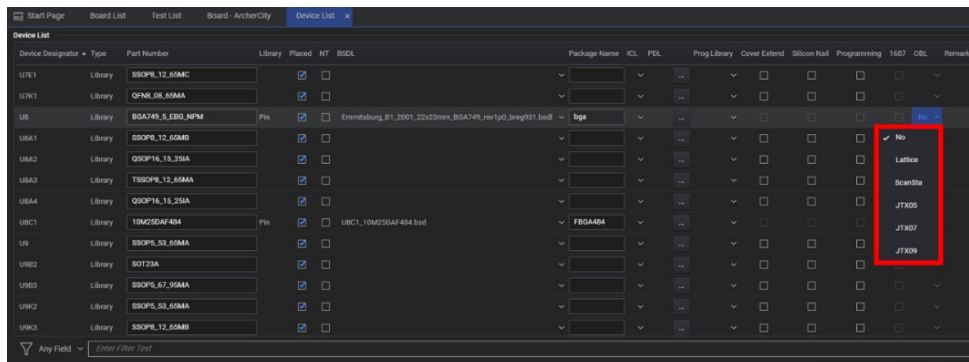 Start Page Board List Test List Board - ArcherCity Device List ×
Device List
Device Designator Type Part Number Library Placed NT BSDL Package Name ICL PDL Prog Library Cover Extend Silicon Nail Programming 1687 OBL Remark
U7E1 Library SSOP8_12_65MC
U7K1 Library QFN8_08_65MA
U8 Library BGA749_5_EBG_NPM Pin Emmitsburg_B1_2001_22x23mm_BGA749_rev1p0_breg931.bsdl bga ... No
U8A1 Library SSOP8_12_65MB
No
U8A2 Library QSOP16_15_25IA
Lattice
U8A3 Library TSSOP8_12_65MA
ScanSta
U8A4 Library QSOP16_15_25IA
JTX05
U8C1 Library 10M25DAF484 Pin U8C1_10M25DAF484.bsd FBGA484
JTX07
U9 Library SSOP5_53_65MA
JTX09
U9B2 Library SOT23A
U9B3 Library SSOP5_67_95MA
U9K2 Library SSOP5_53_65MA
U9K3 Library SSOP8_12_65MB
Any Field Enter Filter Text